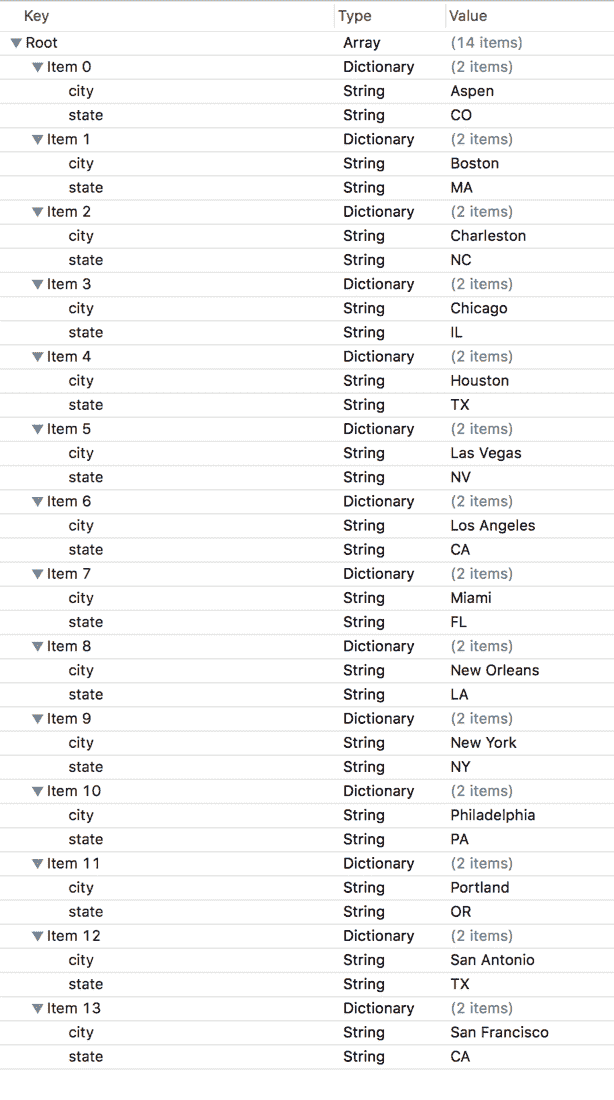 Key Type Value
Root Array (14 items)
Item 0 Dictionary (2 items)
city String Aspen
state String CO
Item 1 Dictionary (2 items)
city String Boston
state String MA
Item 2 Dictionary (2 items)
city String Charleston
state String NC
Item 3 Dictionary (2 items)
city String Chicago
state String IL
Item 4 Dictionary (2 items)
city String Houston
state String TX
Item 5 Dictionary (2 items)
city String Las Vegas
state String NV
Item 6 Dictionary (2 items)
city String Los Angeles
state String CA
Item 7 Dictionary (2 items)
city String Miami
state String FL
Item 8 Dictionary (2 items)
city String New Orleans
state String LA
Item 9 Dictionary (2 items)
city String New York
state String NY
Item 10 Dictionary (2 items)
city String Philadelphia
state String PA
Item 11 Dictionary (2 items)
city String Portland
state String OR
Item 12 Dictionary (2 items)
city String San Antonio
state String TX
Item 13 Dictionary (2 items)
city String San Francisco
state String CA